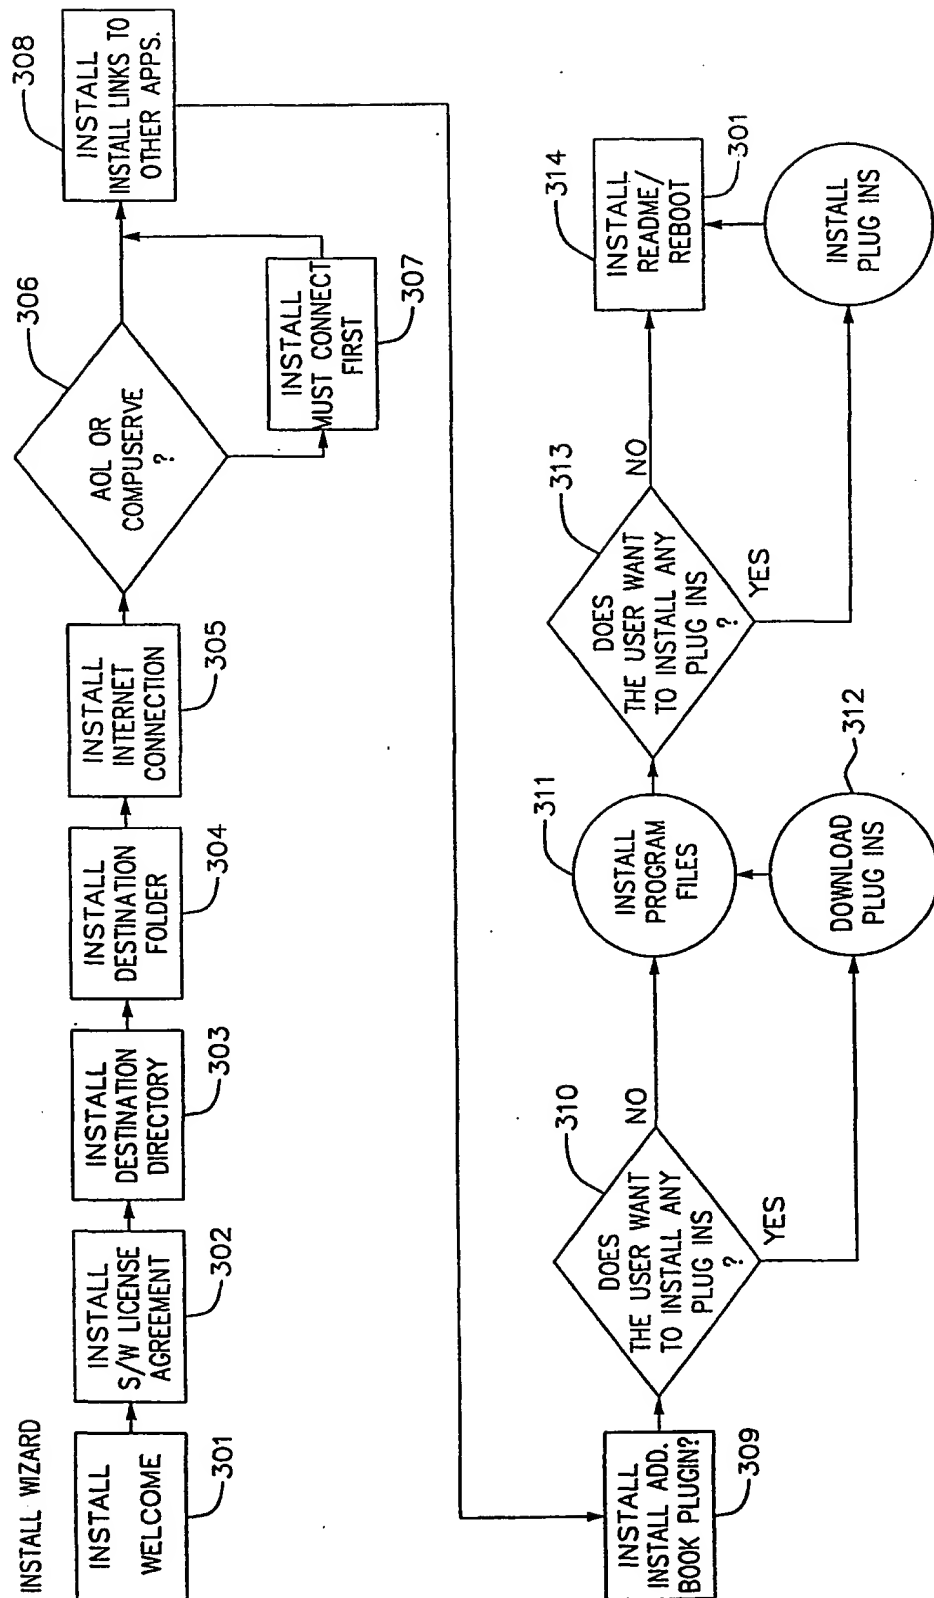 INSTALL WIZARD
INSTALL
WELCOME
301
INSTALL
S/W LICENSE
AGREEMENT
302
INSTALL
DESTINATION
DIRECTORY
303
INSTALL
DESTINATION
FOLDER
304
INSTALL
INTERNET
CONNECTION
305
AOL OR
COMPUSERVE
?
306
INSTALL
MUST CONNECT
FIRST
307
INSTALL
INSTALL LINKS TO
OTHER APPS.
308
INSTALL
INSTALL ADD.
BOOK PLUGIN?
309
DOES
THE USER WANT
TO INSTALL ANY
PLUG INS
?
310
NO
YES
INSTALL
PROGRAM
FILES
311
DOWNLOAD
PLUG INS
312
DOES
THE USER WANT
TO INSTALL ANY
PLUG INS
?
313
NO
YES
INSTALL
README/
REBOOT
314
301
INSTALL
PLUG INS